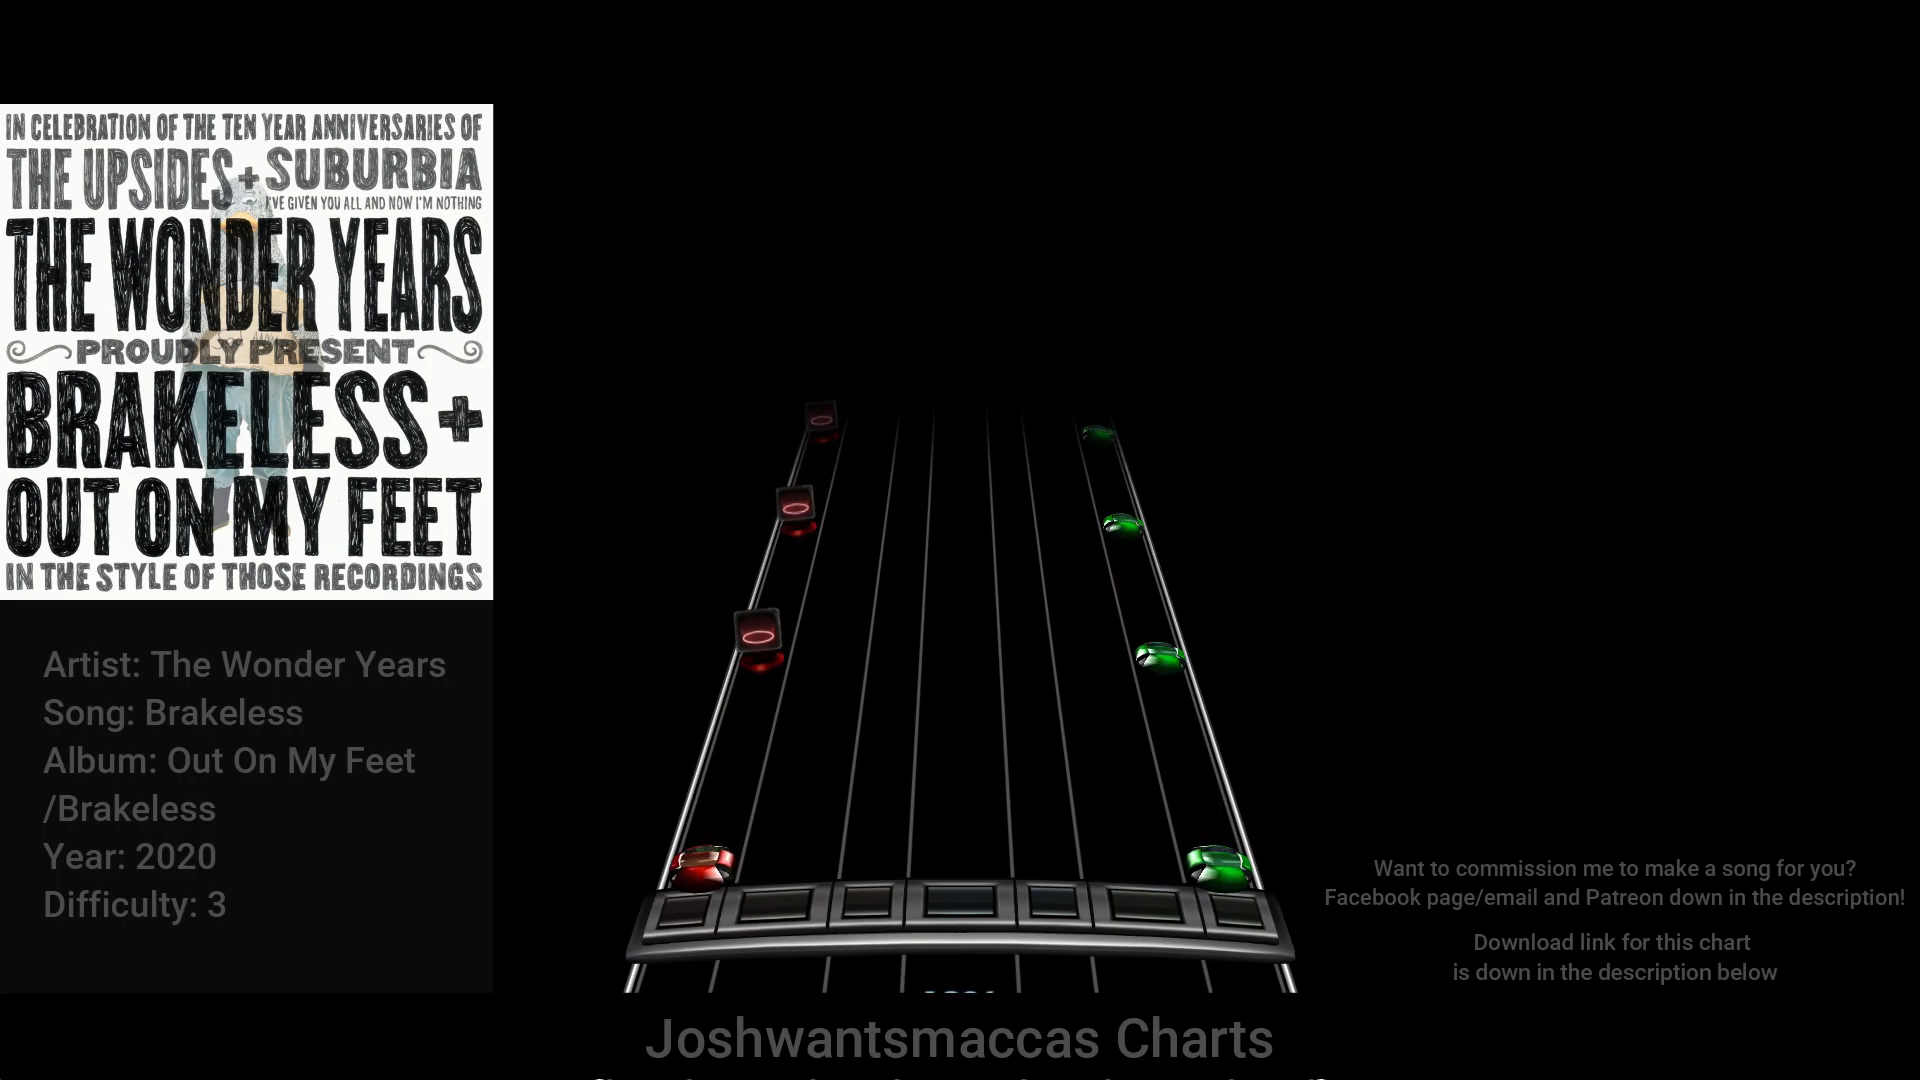 IN CELEBRATION OF THE TEN YEAR ANNIVERSARIES OF
THE UPSIDES + SUBURBIA
I'VE GIVEN YOU ALL AND NOW I'M NOTHING
THE WONDER YEARS
PROUDLY PRESENT
BRAKELESS +
OUT ON MY FEET
IN THE STYLE OF THOSE RECORDINGS
Artist: The Wonder Years
Song: Brakeless
Album: Out On My Feet
/Brakeless
Year: 2020
Difficulty: 3
Want to commission me to make a song for you?
Facebook page/email and Patreon down in the description!
Download link for this chart
is down in the description below
Joshwantsmaccas Charts